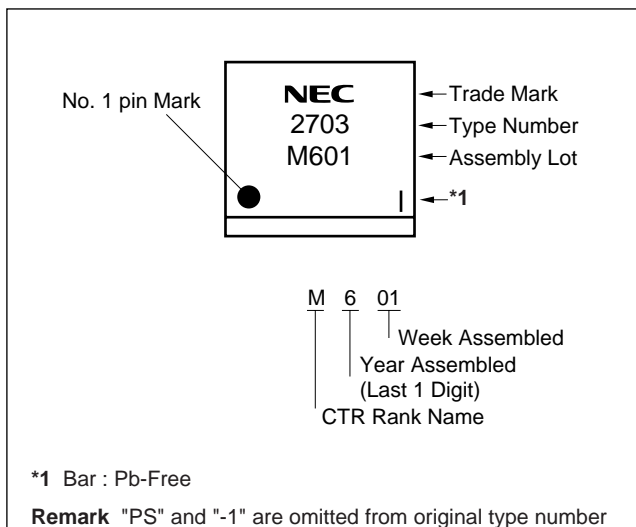 No. 1 pin Mark
NEC
2703
M601
Trade Mark
Type Number
Assembly Lot
*1
M 6 01
Week Assembled
Year Assembled
(Last 1 Digit)
CTR Rank Name
*1 Bar : Pb-Free
Remark "PS" and "-1" are omitted from original type number